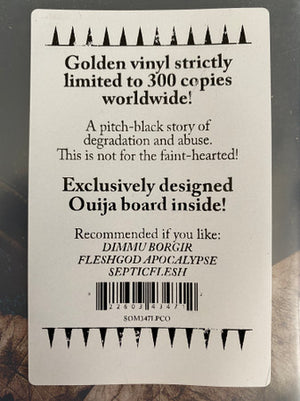 Golden vinyl strictly
limited to 300 copies
worldwide!
A pitch-black story of
degradation and abuse.
This is not for the faint-hearted!
Exclusively designed
Ouija board inside!
Recommended if you like:
DIMMU BORGIR
FLESHGOD APOCALYPSE
SEPTICFLESH
SOM347LPCO